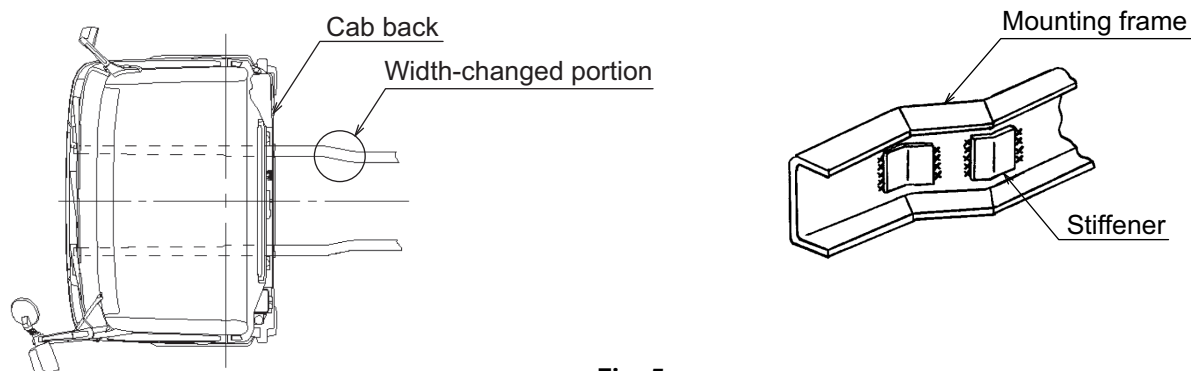 Cab back
Width-changed portion
Mounting frame
Stiffener